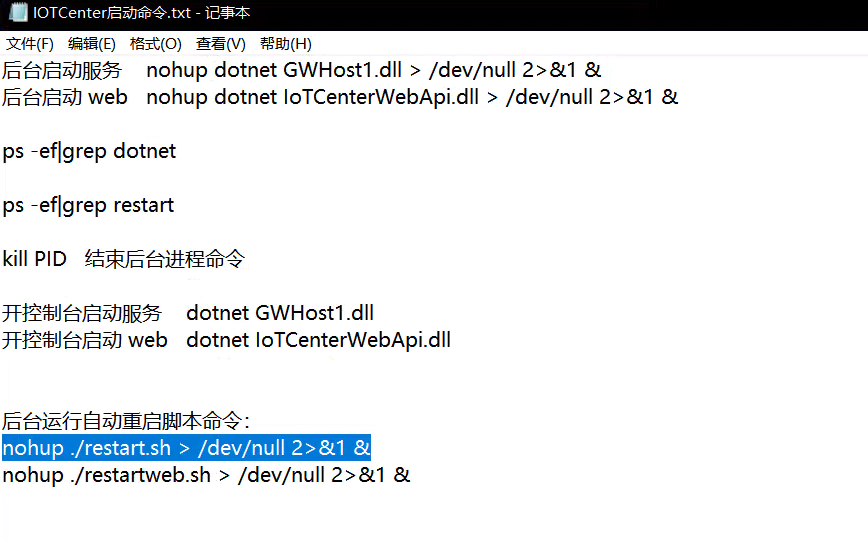 IOTCenter启动命令.txt - 记事本
文件(F) 编辑(E) 格式(O) 查看(V) 帮助(H)
后台启动服务 nohup dotnet GWHost1.dll > /dev/null 2>&1 &
后台启动 web nohup dotnet IoTCenterWebApi.dll > /dev/null 2>&1 &
ps -ef|grep dotnet
ps -ef|grep restart
kill PID 结束后台进程命令
开控制台启动服务 dotnet GWHost1.dll
开控制台启动 web dotnet IoTCenterWebApi.dll
后台运行自动重启脚本命令：
nohup ./restart.sh > /dev/null 2>&1 &
nohup ./restartweb.sh > /dev/null 2>&1 &